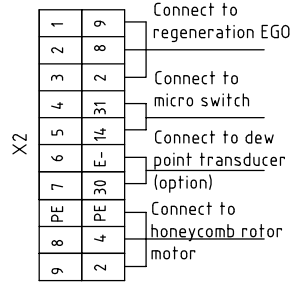 X2
1 9
2 8
3 2
4 31
5 14
6 E-
7 30
PE PE
8 4
9 2
Connect to
regeneration EGO
Connect to
micro switch
Connect to dew
point transducer
(option)
Connect to
honeycomb rotor
motor